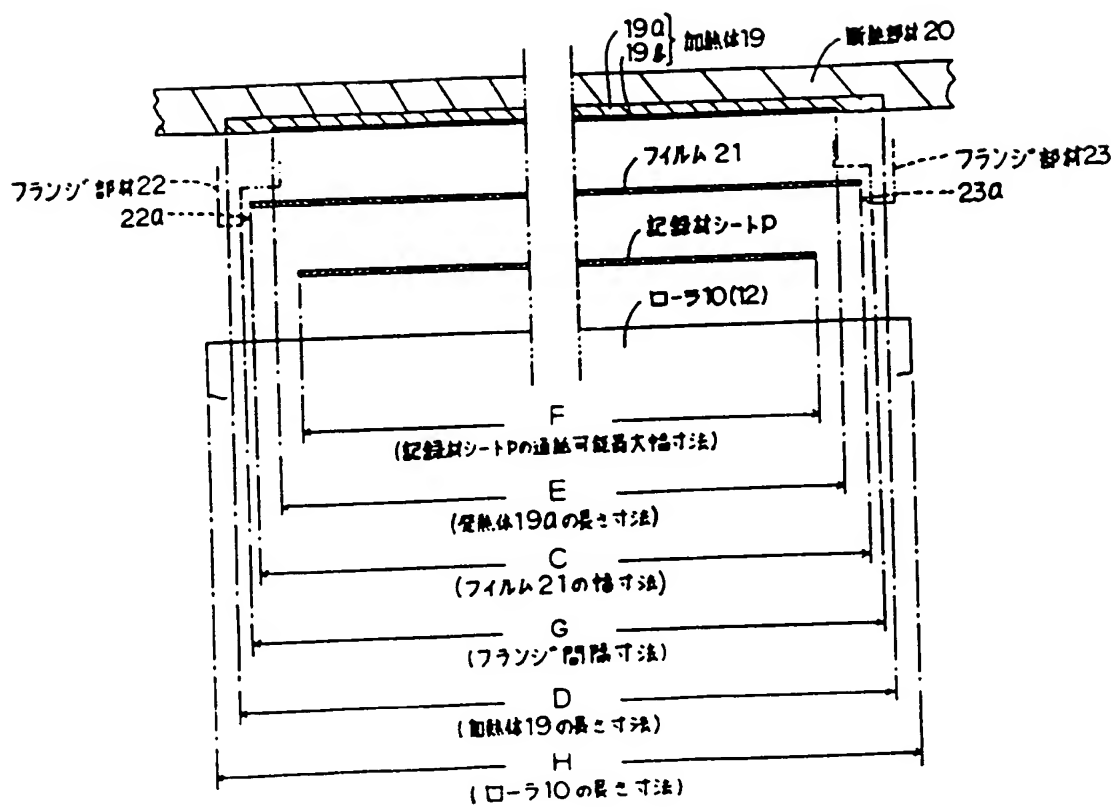 19a
19b
加熱体19
断熱部材20
フランジ部材22
22a
フイルム21
フランジ部材23
23a
記録材シートP
ローラ10(12)
F
(記録材シートPの通紙可能最大幅寸法)
E
(発熱体19aの長さ寸法)
C
(フイルム21の幅寸法)
G
(フランジ間隔寸法)
D
(加熱体19の長さ寸法)
H
(ローラ10の長さ寸法)